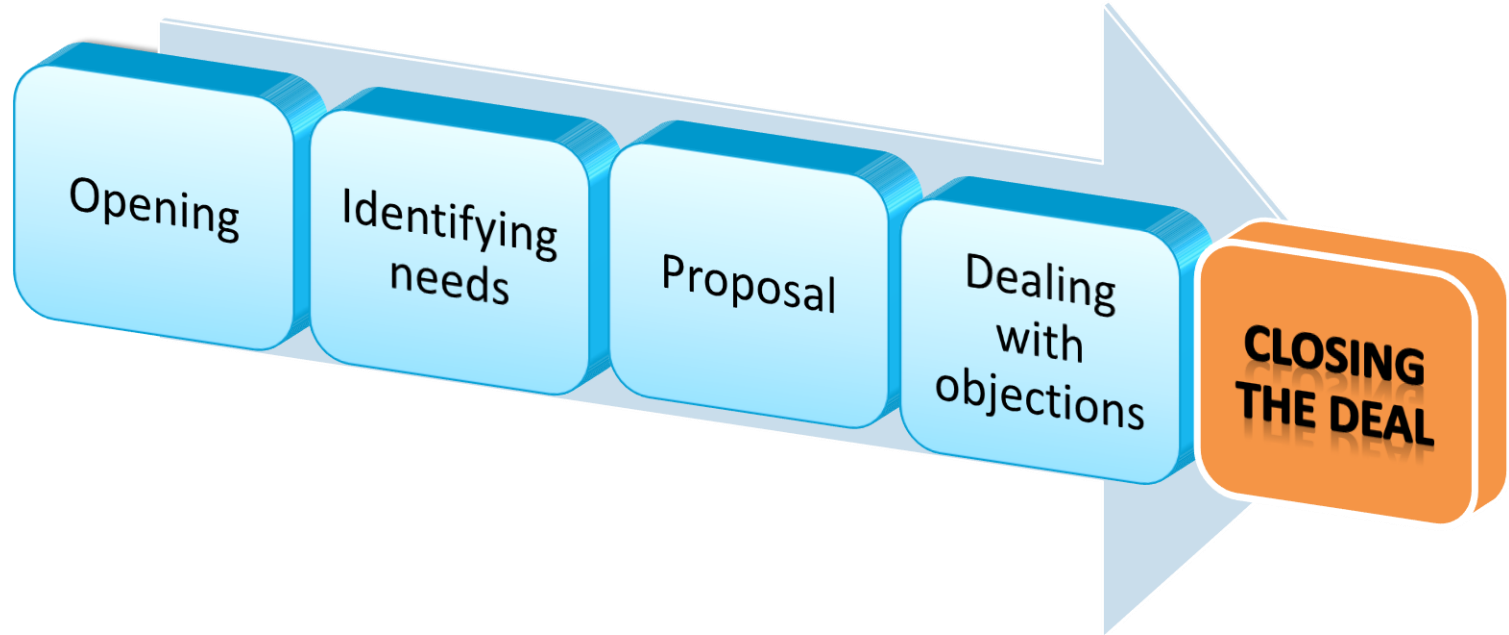 Opening
Identifying
needs
Proposal
Dealing
with
objections
CLOSING
THE DEAL